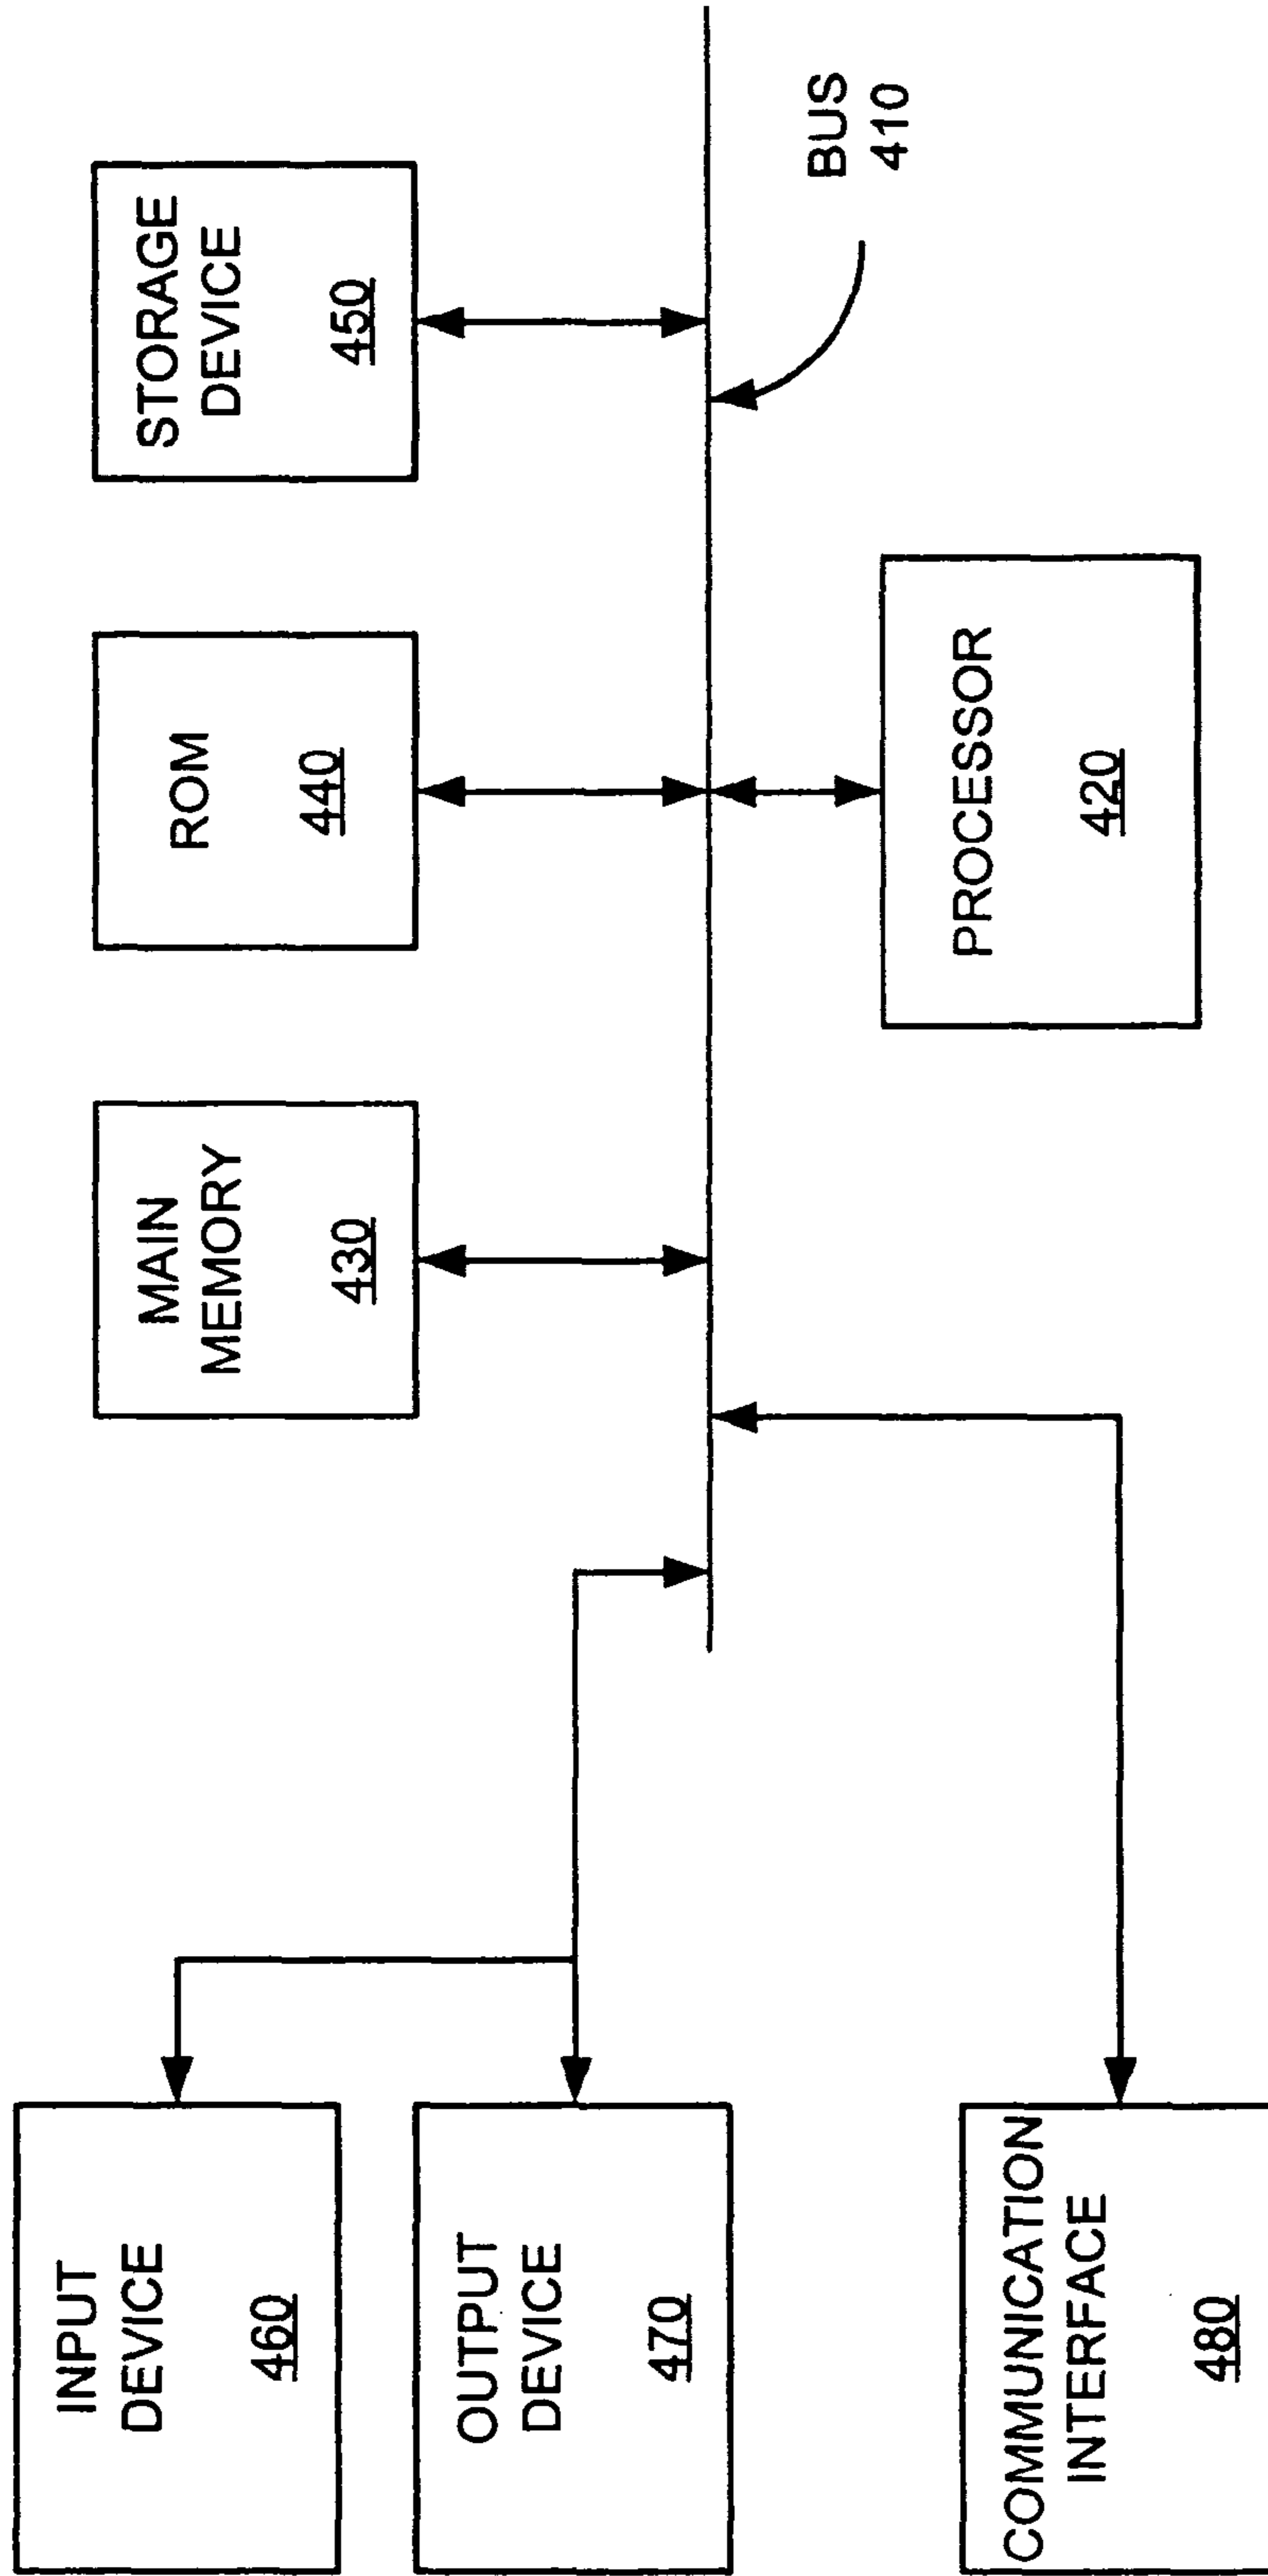 INPUT
DEVICE
460
OUTPUT
DEVICE
470
COMMUNICATION
INTERFACE
480
MAIN
MEMORY
430
ROM
440
STORAGE
DEVICE
450
PROCESSOR
420
BUS
410